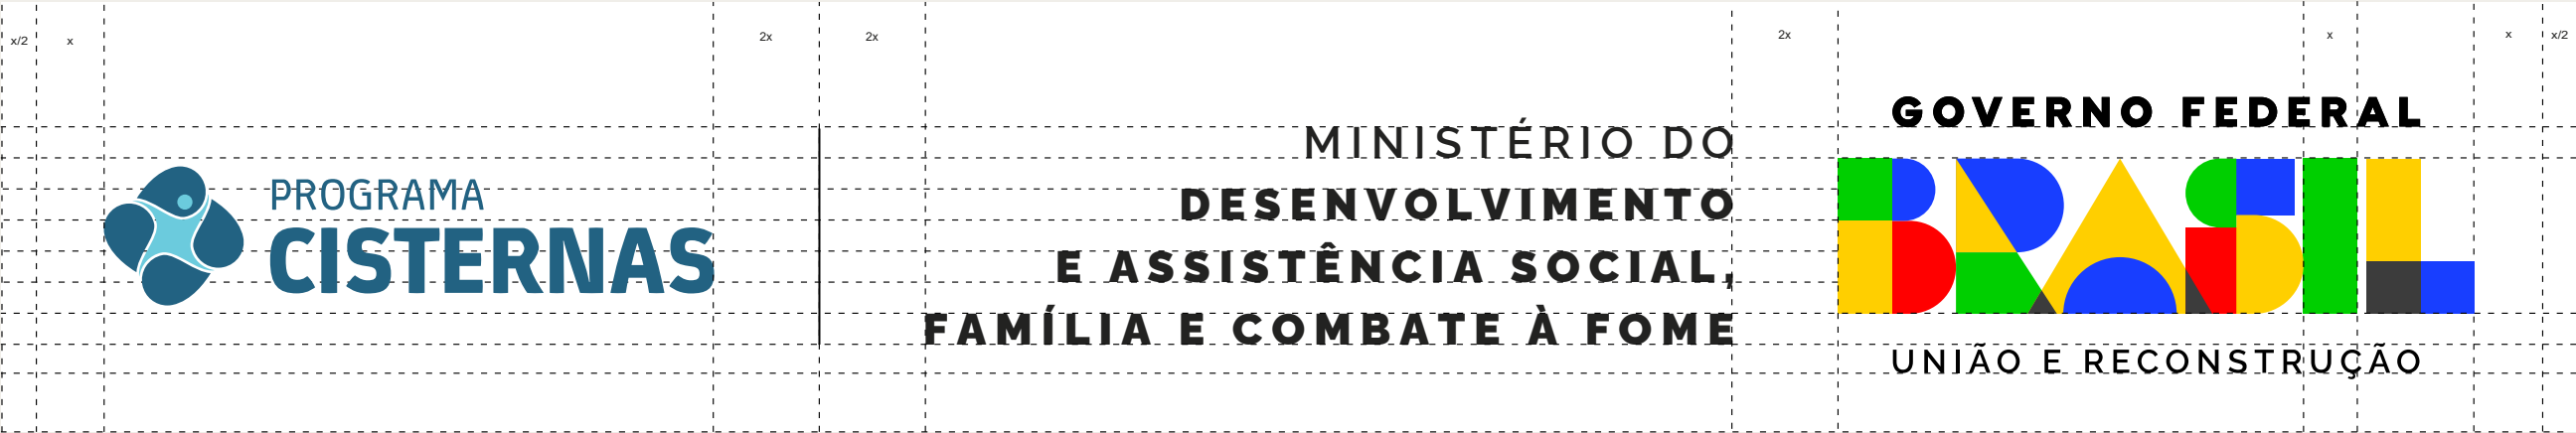 x/2 x 2x 2x 2x x x x/2
PROGRAMA
CISTERNAS
MINISTÉRIO DO
DESENVOLVIMENTO
E ASSISTÊNCIA SOCIAL,
FAMÍLIA E COMBATE À FOME
GOVERNO FEDERAL
BRASIL
UNIÃO E RECONSTRUÇÃO